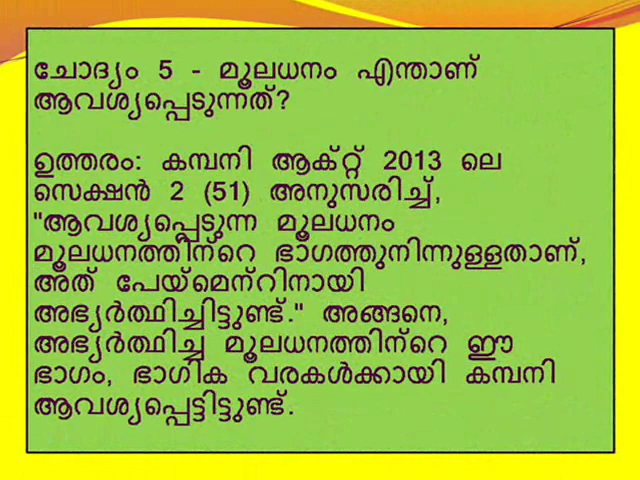 ചോദ്യം 5 - മൂലധനം എന്താണ്
ആവശ്യപ്പെടുന്നത്?
ഉത്തരം: കമ്പനി ആക്റ്റ് 2013 ലെ
സെക്ഷൻ 2 (51) അനുസരിച്ച്,
"ആവശ്യപ്പെടുന്ന മൂലധനം
മൂലധനത്തിന്റെ ഭാഗത്തുനിന്നുള്ളതാണ്,
അത് പേയ്മെന്റിനായി
അഭ്യർത്ഥിച്ചിട്ടുണ്ട്." അങ്ങനെ,
അഭ്യർത്ഥിച്ച മൂലധനത്തിന്റെ ഈ
ഭാഗം, ഭാഗിക വരകൾക്കായി കമ്പനി
ആവശ്യപ്പെട്ടിട്ടുണ്ട്.